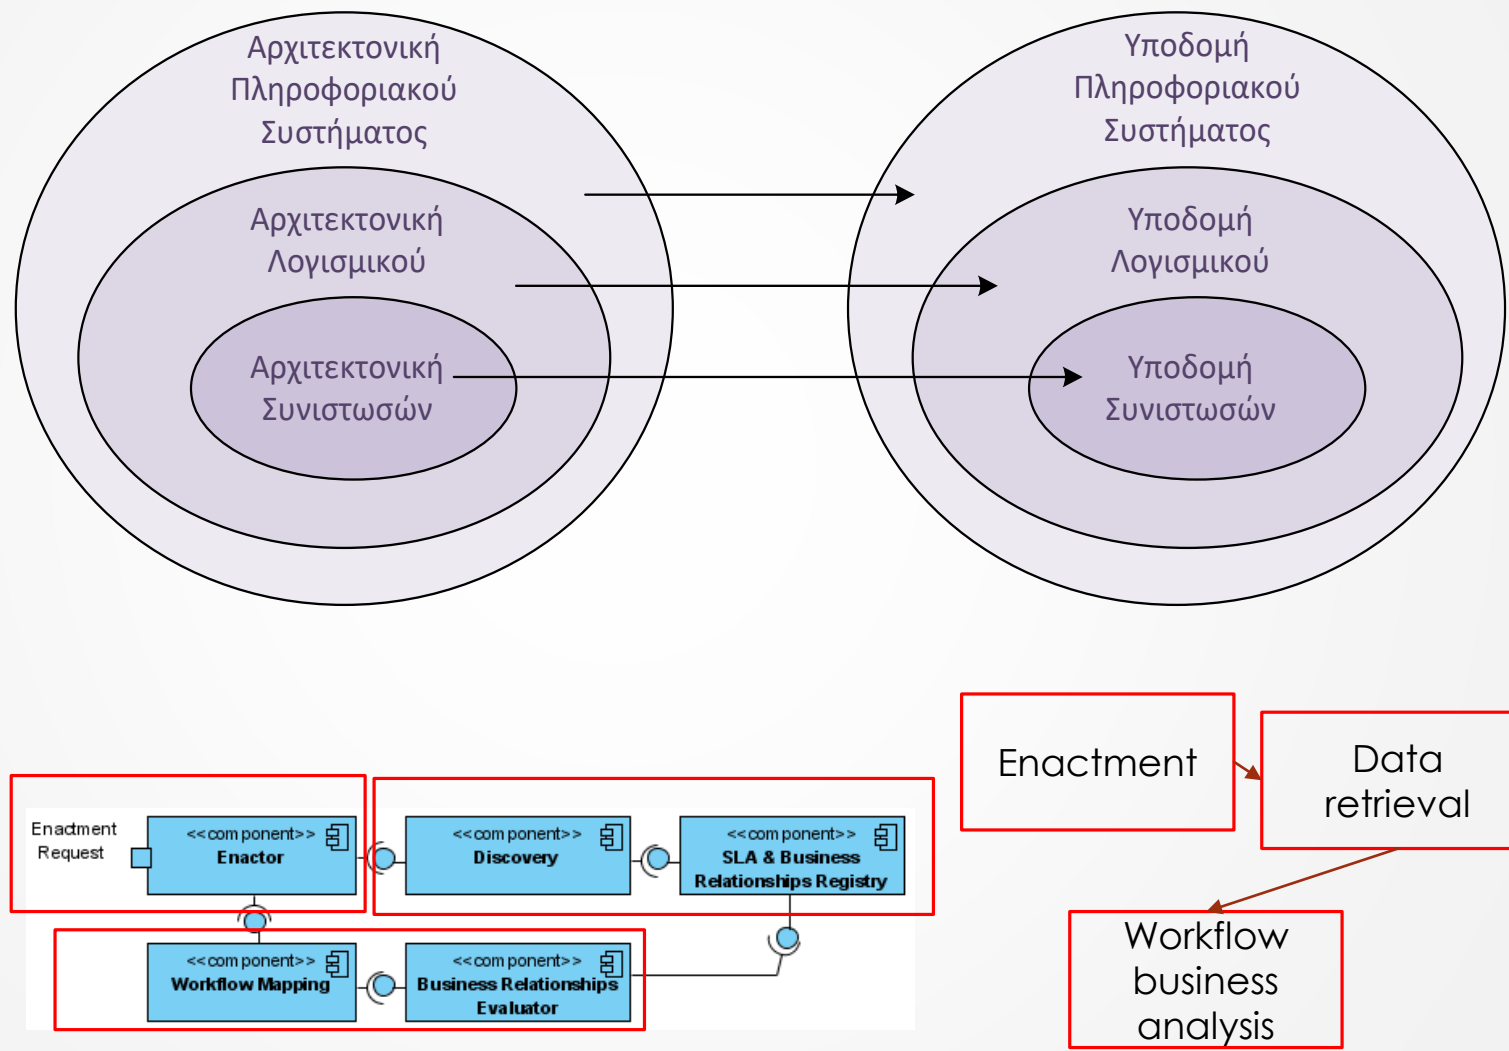 Αρχιτεκτονική
Πληροφοριακού
Συστήματος
Αρχιτεκτονική
Λογισμικού
Αρχιτεκτονική
Συνιστωσών
Υποδομή
Πληροφοριακού
Συστήματος
Υποδομή
Λογισμικού
Υποδομή
Συνιστωσών
Enactment
Request
<<component>>
Enactor
<<component>>
Discovery
<<component>>
SLA & Business
Relationships Registry
<<component>>
Workflow Mapping
<<component>>
Business Relationships
Evaluator
Enactment
Data
retrieval
Workflow
business
analysis